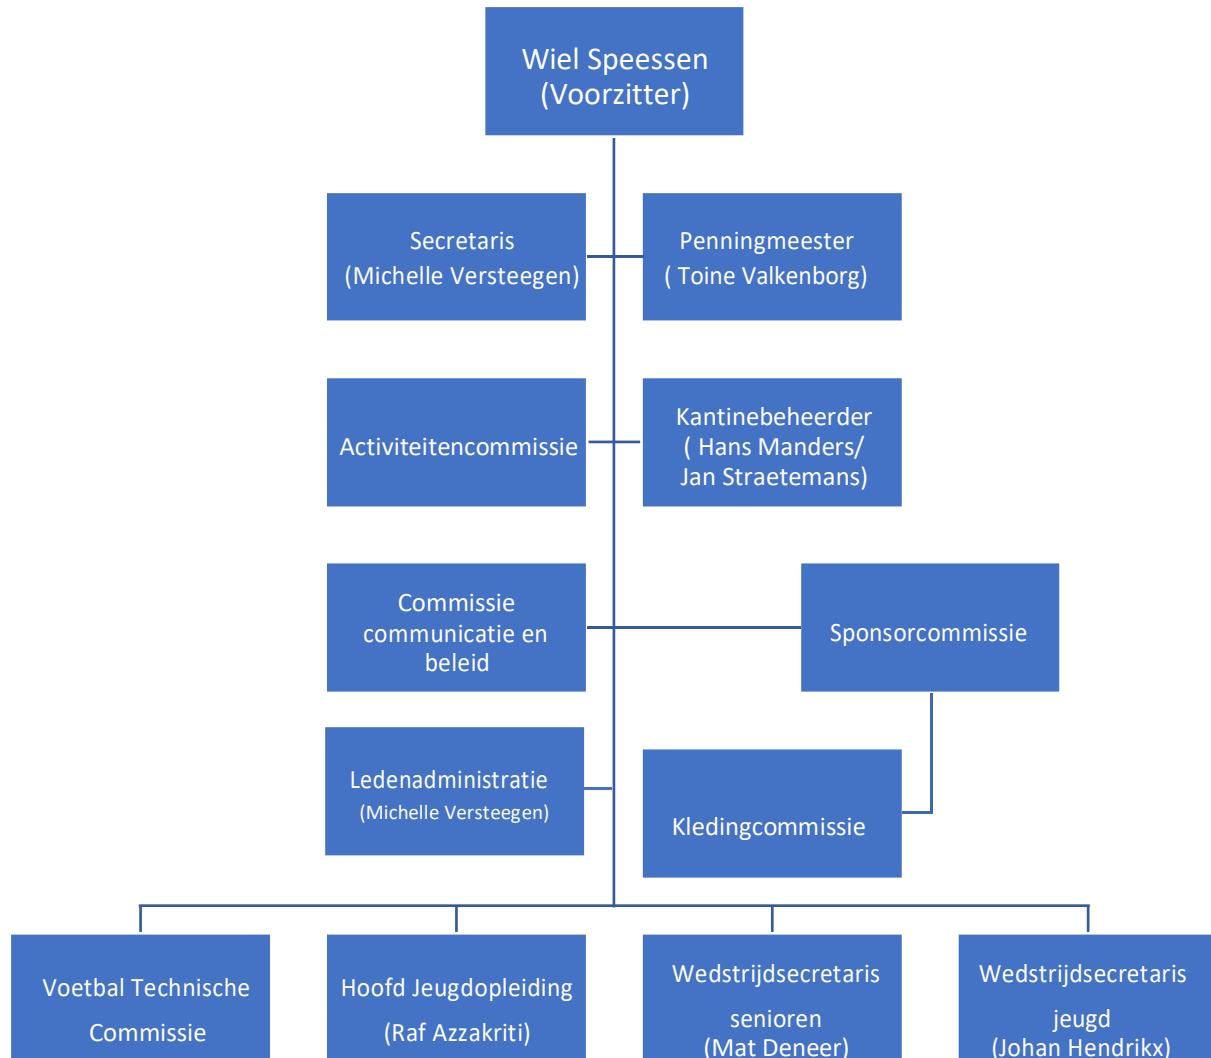 Wiel Speessen
(Voorzitter)
Secretaris
(Michelle Versteegen)
Penningmeester
( Toine Valkenborg)
Activiteitencommissie
Kantinebeheerder
( Hans Manders/
Jan Straetemans)
Commissie
communicatie en
beleid
Sponsorcommissie
Ledenadministratie
(Michelle Versteegen)
Kledingcommissie
Voetbal Technische
Commissie
Hoofd Jeugdopleiding
(Raf Azzakriti)
Wedstrijdsecretaris
senioren
(Mat Deneer)
Wedstrijdsecretaris
jeugd
(Johan Hendrikx)